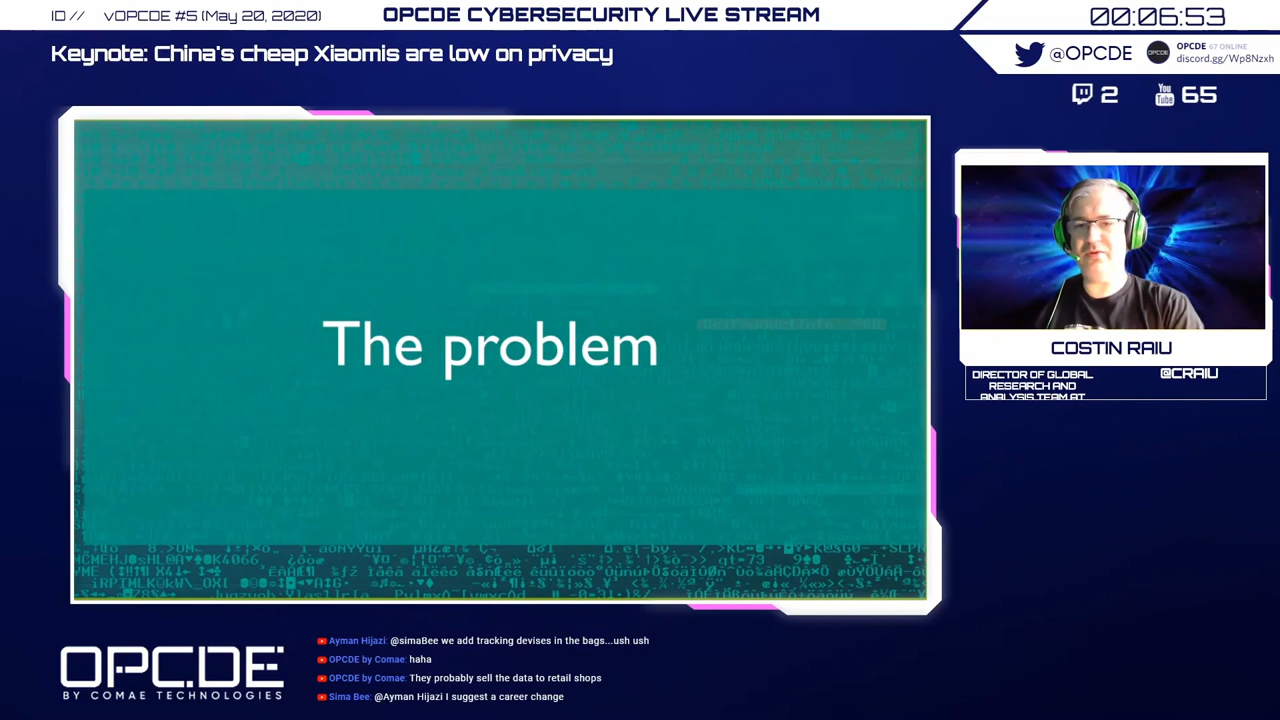 ID // vOPCDE #5 (May 20, 2020)
OPCDE CYBERSECURITY LIVE STREAM
00:06:53
Keynote: China's cheap Xiaomis are low on privacy
@OPCDE
OPCDE 67 ONLINE
discord.gg/Wp8Nzxh
2
You Tube 65
The problem
COSTIN RAIU
DIRECTOR OF GLOBAL
RESEARCH AND
ANALYSIS TEAM AT
@CRAIU
OPCDE
BY COMAE TECHNOLOGIES
Ayman Hijazi: @simaBee we add tracking devises in the bags...ush ush
OPCDE by Comae: haha
OPCDE by Comae: They probably sell the data to retail shops
Sima Bee: @Ayman Hijazi I suggest a career change